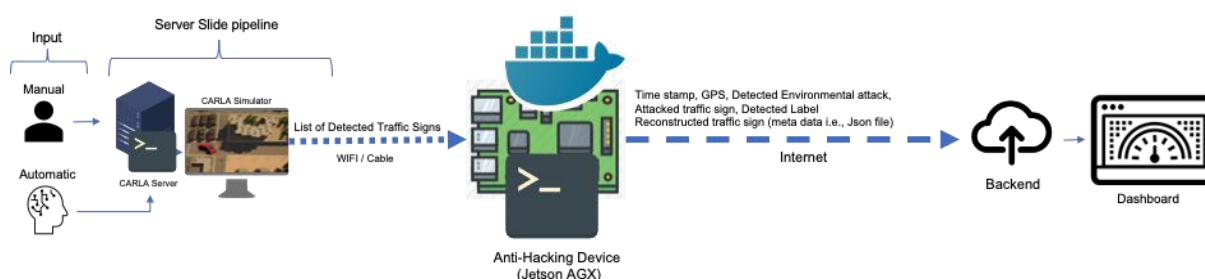 Server Slide pipeline
Input
Manual
CARLA Simulator
>_
CARLA Server
Automatic
List of Detected Traffic Signs
WIFI / Cable
>_
Anti-Hacking Device
(Jetson AGX)
Time stamp, GPS, Detected Environmental attack,
Attacked traffic sign, Detected Label
Reconstructed traffic sign (meta data i.e., Json file)
Internet
Backend
Dashboard